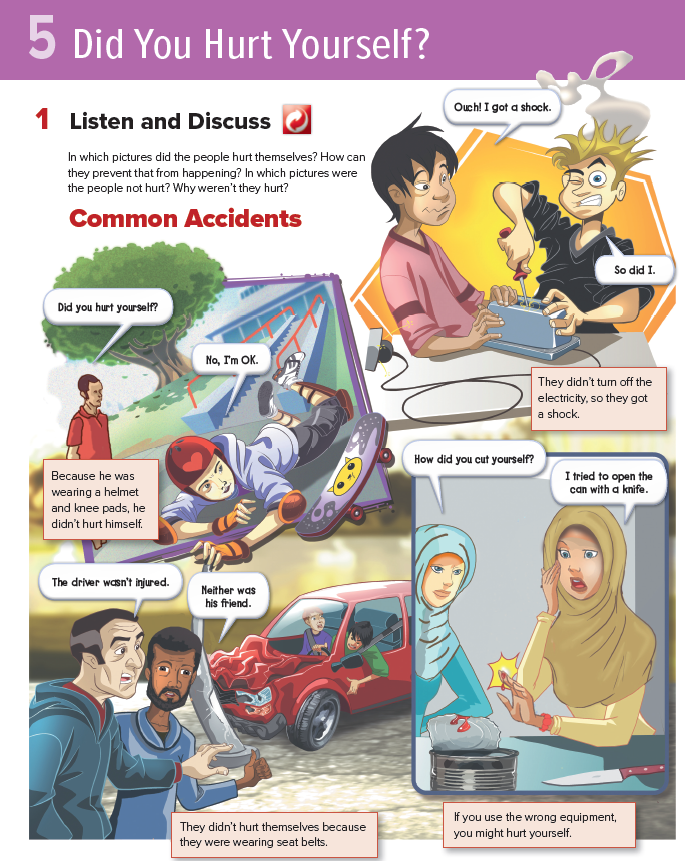 5 Did You Hurt Yourself?
1 Listen and Discuss
In which pictures did the people hurt themselves? How can
they prevent that from happening? In which pictures were
the people not hurt? Why weren't they hurt?
Common Accidents
Ouch! I got a shock.
So did I.
They didn't turn off the
electricity, so they got
a shock.
Did you hurt yourself?
No, I'm OK.
Because he was
wearing a helmet
and knee pads, he
didn't hurt himself.
How did you cut yourself?
I tried to open the
can with a knife.
The driver wasn't injured.
Neither was
his friend.
They didn't hurt themselves because
they were wearing seat belts.
If you use the wrong equipment,
you might hurt yourself.